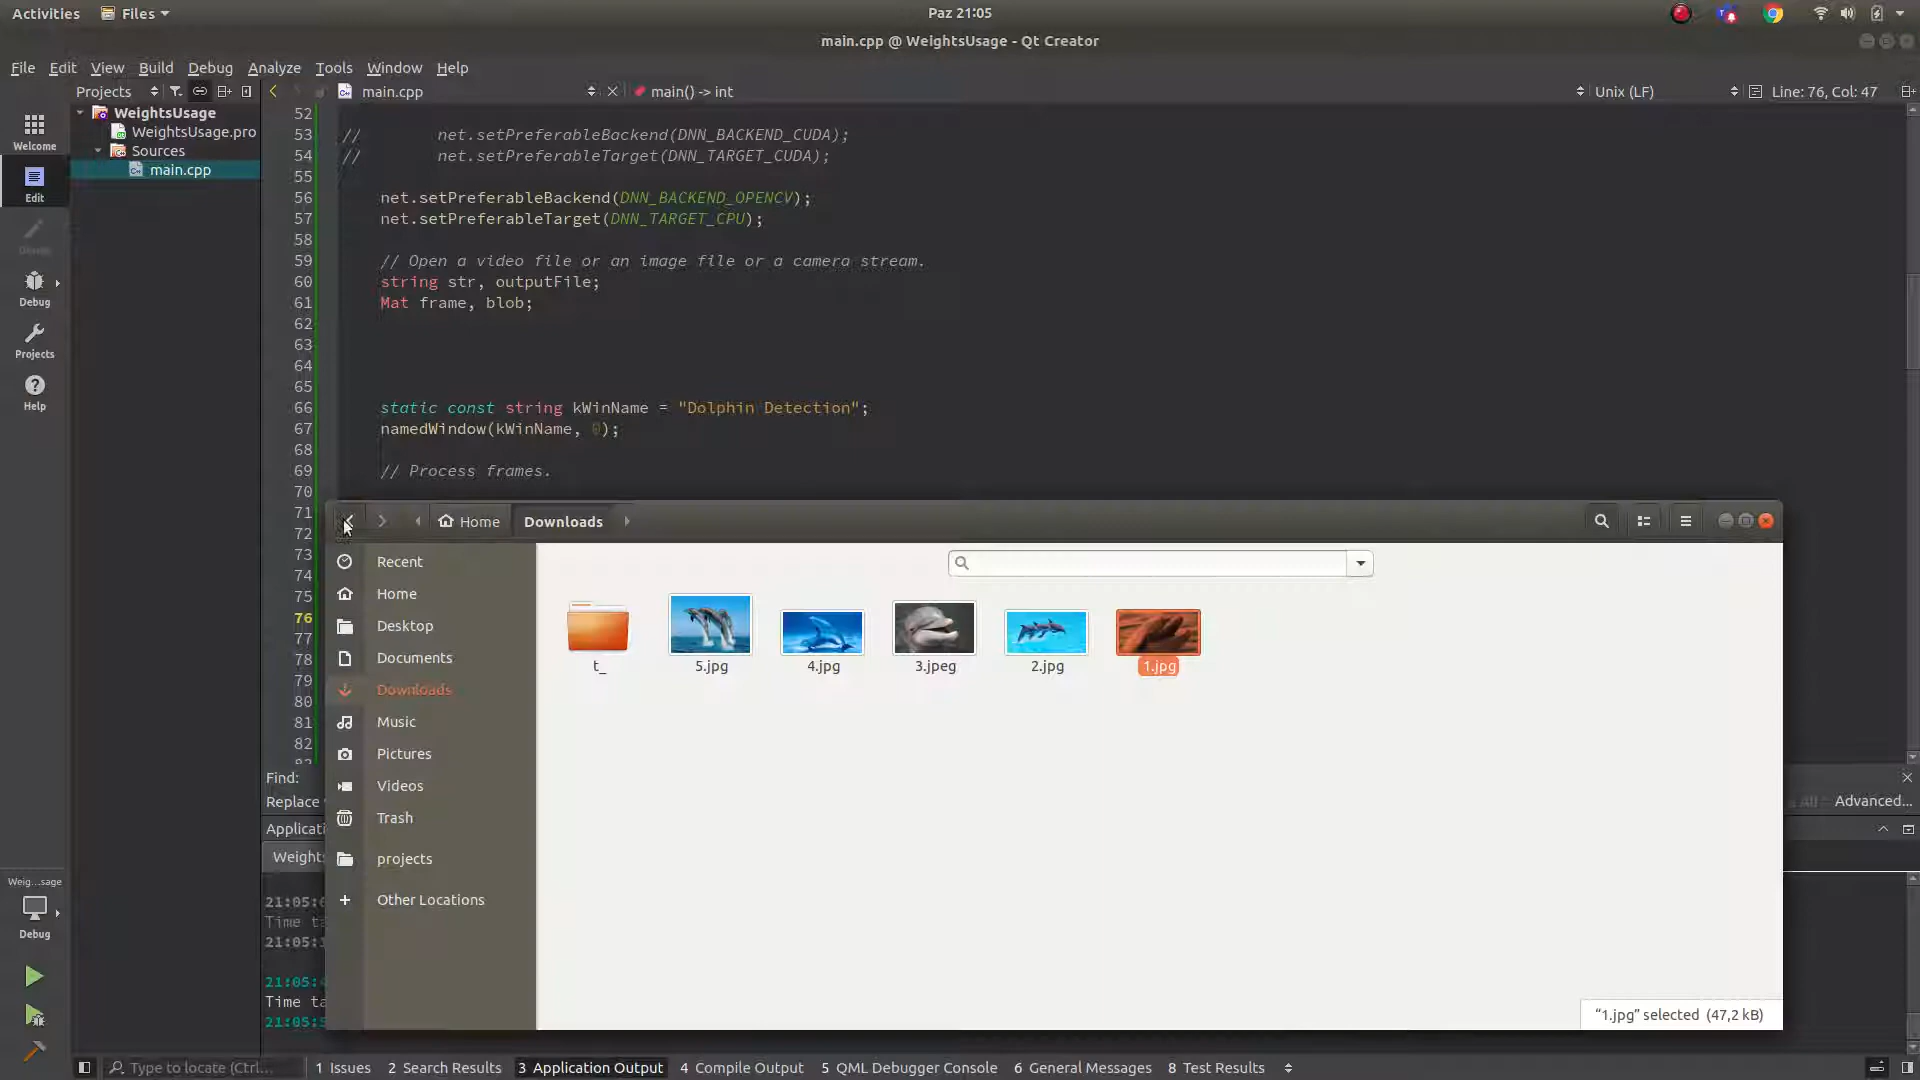 Activities Files Paz 21:05
main.cpp @ WeightsUsage - Qt Creator
File Edit View Build Debug Analyze Tools Window Help
Projects main.cpp main() -> int Unix (LF) Line: 76, Col: 47
WeightsUsage
WeightsUsage.pro
Sources
main.cpp
Welcome
Edit
Debug
Projects
Help
52
53 // net.setPreferableBackend(DNN_BACKEND_CUDA);
54 // net.setPreferableTarget(DNN_TARGET_CUDA);
55
56 net.setPreferableBackend(DNN_BACKEND_OPENCV);
57 net.setPreferableTarget(DNN_TARGET_CPU);
58
59 // Open a video file or an image file or a camera stream.
60 string str, outputFile;
61 Mat frame, blob;
62
63
64
65
66 static const string kWinName = "Dolphin Detection";
67 namedWindow(kWinName, 0);
68
69 // Process frames.
70
71
72
73
74
75
76
77
78
79
80
81
82
Home Downloads
Recent
Home
Desktop
Documents
Downloads
Music
Pictures
Videos
Trash
projects
Other Locations
t_ 5.jpg 4.jpg 3.jpeg 2.jpg 1.jpg
"1.jpg" selected (47,2 kB)
Find:
Replace
Advanced...
Weig...sage
Debug
21:05:
Time
21:05:
21:05:
Time
21:05:
Type to locate (Ctrl... 1 Issues 2 Search Results 3 Application Output 4 Compile Output 5 QML Debugger Console 6 General Messages 8 Test Results